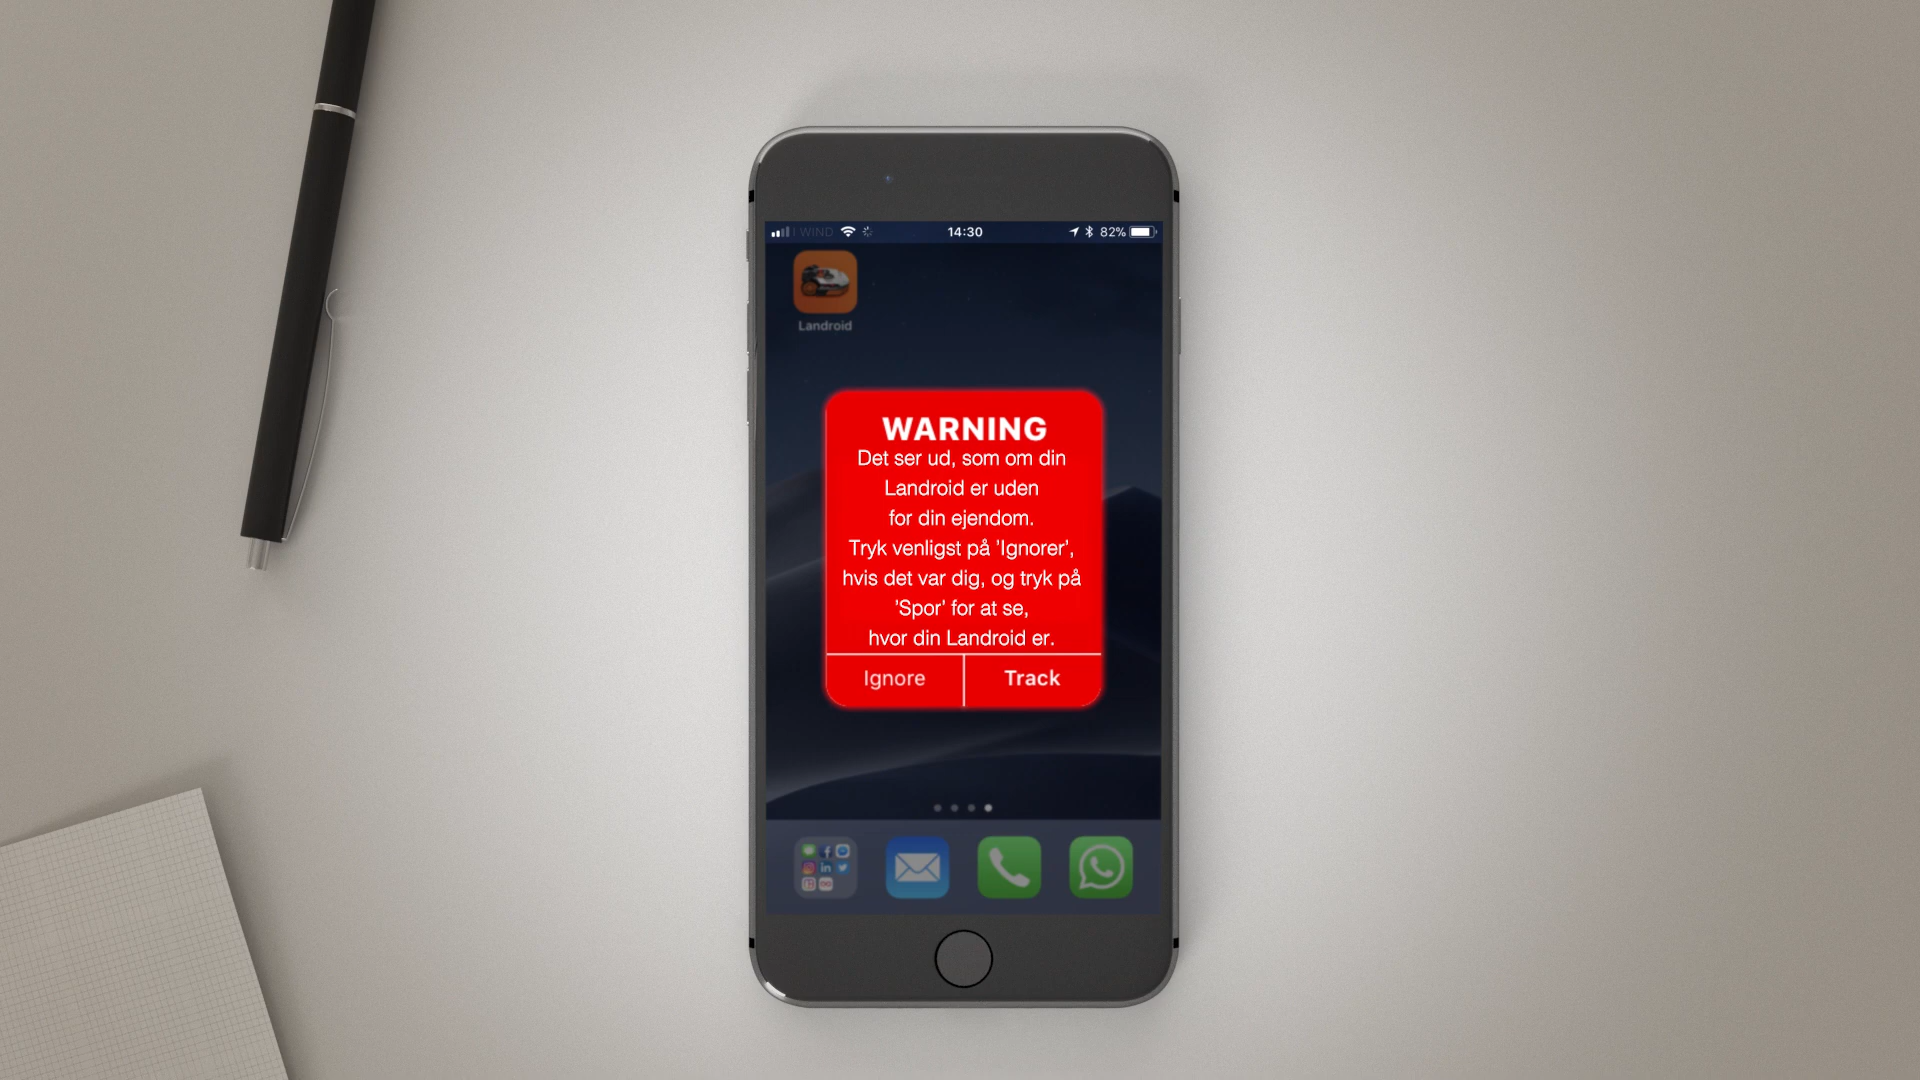 I WIND
14:30
82%
Landroid
WARNING
Det ser ud, som om din
Landroid er uden
for din ejendom.
Tryk venligst på 'Ignorer',
hvis det var dig, og tryk på
'Spor' for at se,
hvor din Landroid er.
Ignore
Track